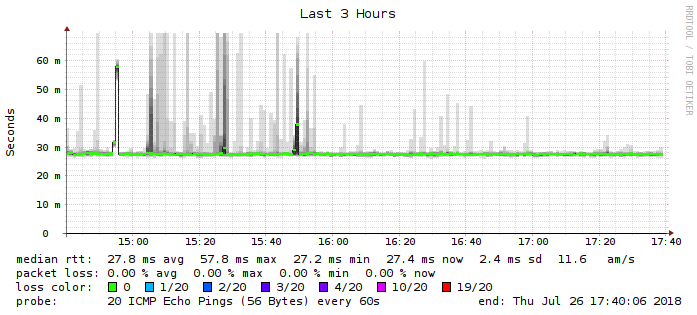 Last 3 Hours
RRDTOOL / TOBI OETIKER
Seconds
60 m
50 m
40 m
30 m
20 m
10 m
0
15:00 15:20 15:40 16:00 16:20 16:40 17:00 17:20 17:40
median rtt: 27.8 ms avg 57.8 ms max 27.2 ms min 27.4 ms now 2.4 ms sd 11.6 am/s
packet loss: 0.00 % avg 0.00 % max 0.00 % min 0.00 % now
loss color: 0 1/20 2/20 3/20 4/20 10/20 19/20
probe: 20 ICMP Echo Pings (56 Bytes) every 60s end: Thu Jul 26 17:40:06 2018